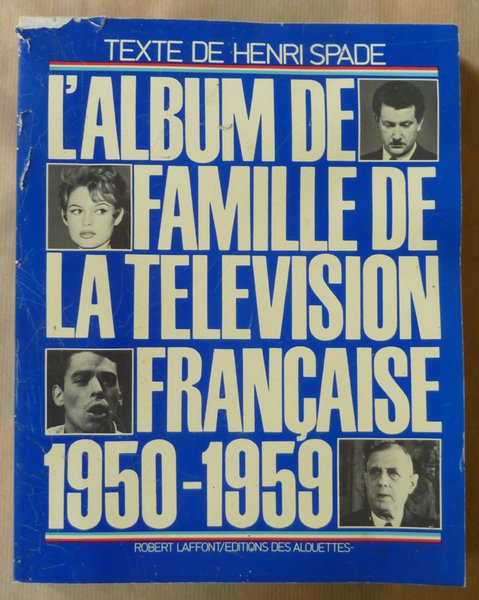 TEXTE DE HENRI SPADE
L'ALBUM DE
FAMILLE DE
LA TELEVISION
FRANÇAISE
1950-1959
ROBERT LAFFONT/EDITIONS DES ALOUETTES-